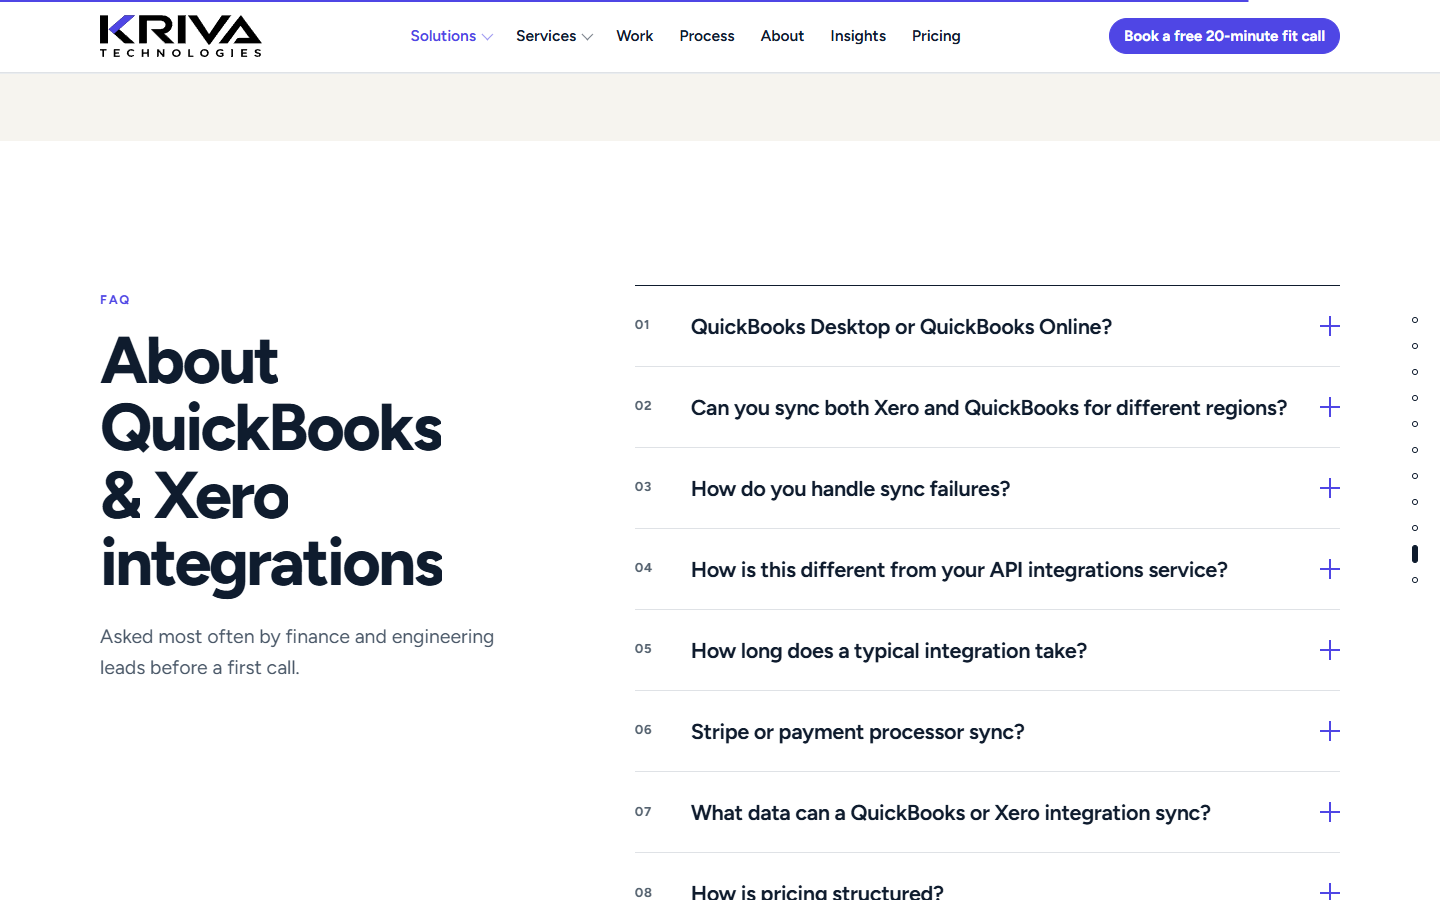 KRIVA
TECHNOLOGIES
Solutions
Services
Work
Process
About
Insights
Pricing
Book a free 20-minute fit call
FAQ
About
QuickBooks
& Xero
integrations
Asked most often by finance and engineering
leads before a first call.
01 QuickBooks Desktop or QuickBooks Online?
02 Can you sync both Xero and QuickBooks for different regions?
03 How do you handle sync failures?
04 How is this different from your API integrations service?
05 How long does a typical integration take?
06 Stripe or payment processor sync?
07 What data can a QuickBooks or Xero integration sync?
08 How is pricing structured?